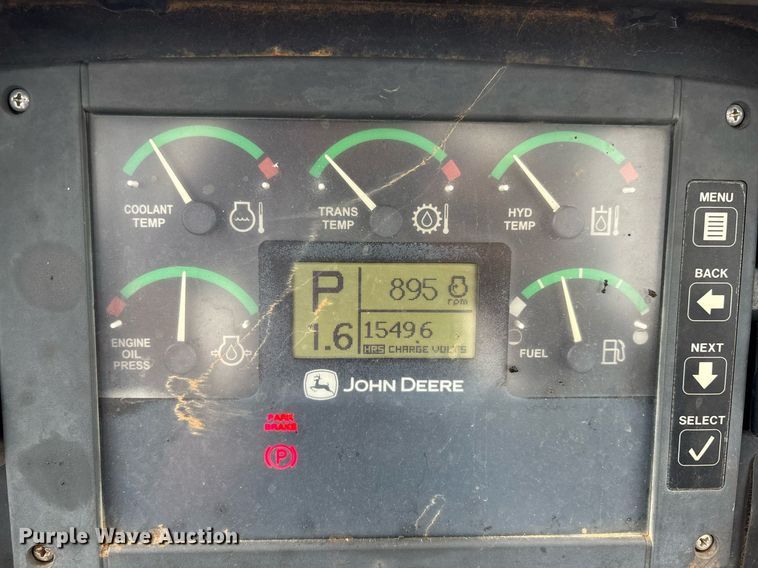 COOLANT
TEMP
TRANS
TEMP
HYD
TEMP
MENU
BACK
NEXT
SELECT
ENGINE
OIL
PRESS
P
895
rpm
1.6
15496
HRS CHARGE VOLTS
FUEL
JOHN DEERE
PARK
BRAKE
P
Purple Wave Auction